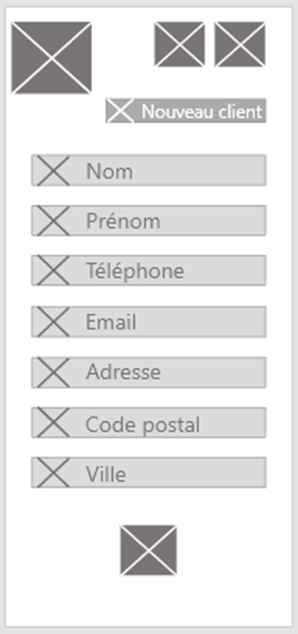 Nouveau client
Nom
Prénom
Téléphone
Email
Adresse
Code postal
Ville